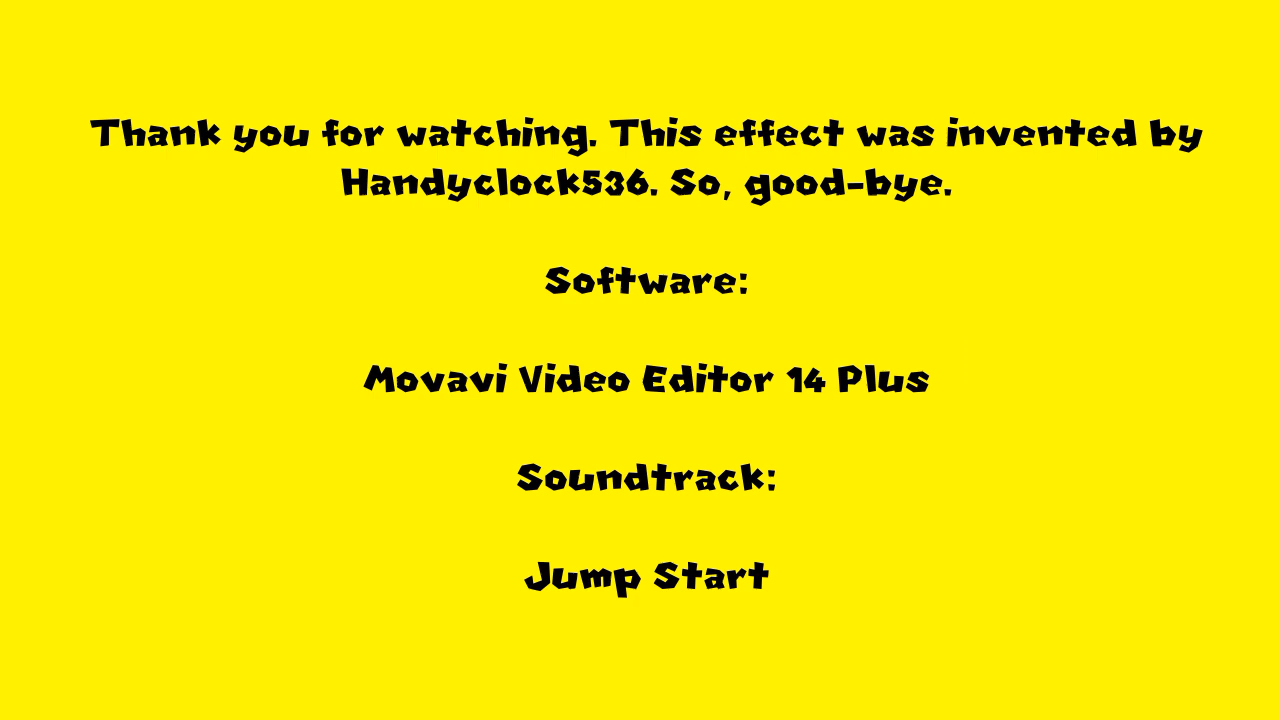 Thank you for watching. This effect was invented by
Handyclock536. So, good-bye.
Software:
Movavi Video Editor 14 Plus
Soundtrack:
Jump Start